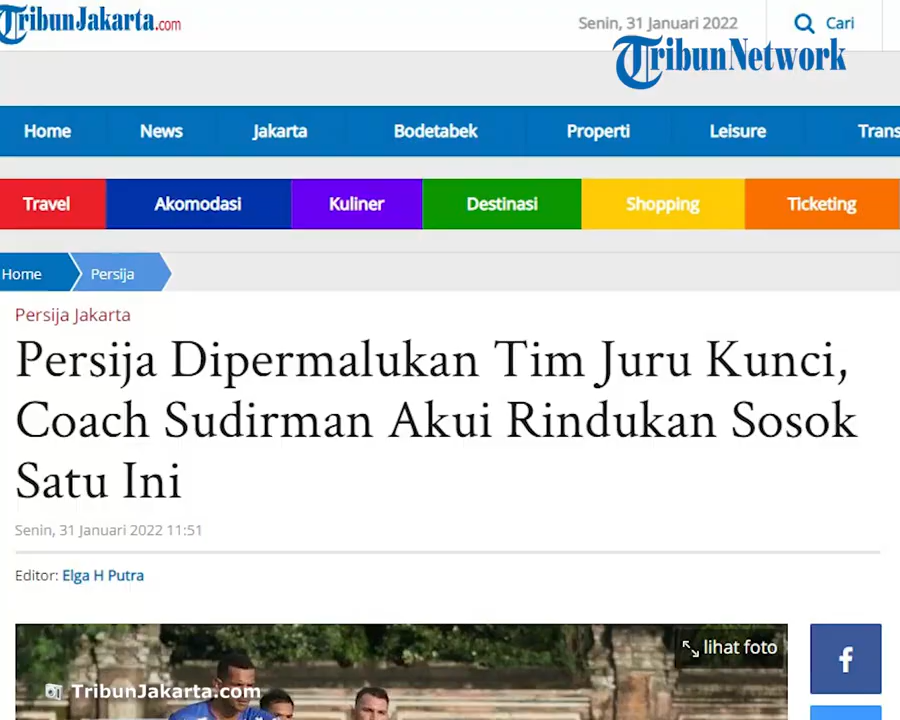 TribunJakarta.com
Senin, 31 Januari 2022
Cari
TribunNetwork
Home News Jakarta Bodetabek Properti Leisure Trans
Travel Akomodasi Kuliner Destinasi Shopping Ticketing
Home Persija
Persija Jakarta
Persija Dipermalukan Tim Juru Kunci,
Coach Sudirman Akui Rindukan Sosok
Satu Ini
Senin, 31 Januari 2022 11:51
Editor: Elga H Putra
lihat foto
TribunJakarta.com
f